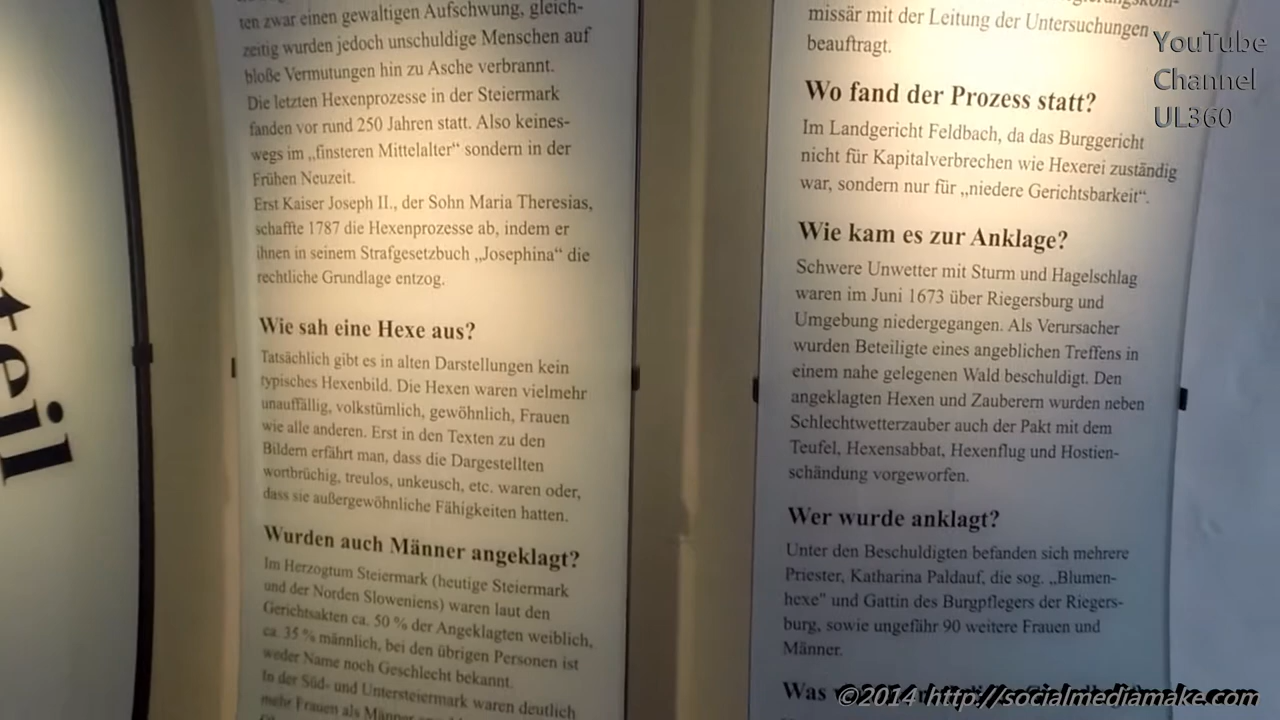 teil
ten zwar einen gewaltigen Aufschwung, gleich-
zeitig wurden jedoch unschuldige Menschen auf
bloße Vermutungen hin zu Asche verbrannt.
Die letzten Hexenprozesse in der Steiermark
fanden vor rund 250 Jahren statt. Also keines-
wegs im „finsteren Mittelalter“ sondern in der
Frühen Neuzeit.
Erst Kaiser Joseph II., der Sohn Maria Theresias,
schaffte 1787 die Hexenprozesse ab, indem er
ihnen in seinem Strafgesetzbuch „Josephina“ die
rechtliche Grundlage entzog.
Wie sah eine Hexe aus?
Tatsächlich gibt es in alten Darstellungen kein
typisches Hexenbild. Die Hexen waren vielmehr
unauffällig, volkstümlich, gewöhnlich, Frauen
wie alle anderen. Erst in den Texten zu den
Bildern erfährt man, dass die Dargestellten
wortbrüchig, treulos, unkeusch, etc. waren oder,
dass sie außergewöhnliche Fähigkeiten hatten.
Wurden auch Männer angeklagt?
Im Herzogtum Steiermark (heutige Steiermark
und der Norden Sloweniens) waren laut den
Gerichtsakten ca. 50 % der Angeklagten weiblich,
ca. 35 % männlich, bei den übrigen Personen ist
weder Name noch Geschlecht bekannt.
In der Süd- und Untersteiermark waren deutlich
mehr Frauen als Männer
missär mit der Leitung der Untersuchungen
beauftragt.
Wo fand der Prozess statt?
Im Landgericht Feldbach, da das Burggericht
nicht für Kapitalverbrechen wie Hexerei zuständig
war, sondern nur für „niedere Gerichtsbarkeit“.
Wie kam es zur Anklage?
Schwere Unwetter mit Sturm und Hagelschlag
waren im Juni 1673 über Riegersburg und
Umgebung niedergegangen. Als Verursacher
wurden Beteiligte eines angeblichen Treffens in
einem nahe gelegenen Wald beschuldigt. Den
angeklagten Hexen und Zauberern wurden neben
Schlechtwetterzauber auch der Pakt mit dem
Teufel, Hexensabbat, Hexenflug und Hostien-
schändung vorgeworfen.
Wer wurde anklagt?
Unter den Beschuldigten befanden sich mehrere
Priester, Katharina Paldauf, die sog. „Blumen-
hexe" und Gattin des Burgpflegers der Riegers-
burg, sowie ungefähr 90 weitere Frauen und
Männer.
Was
YouTube
Channel
UL360
©2014 http://socialmediamake.com